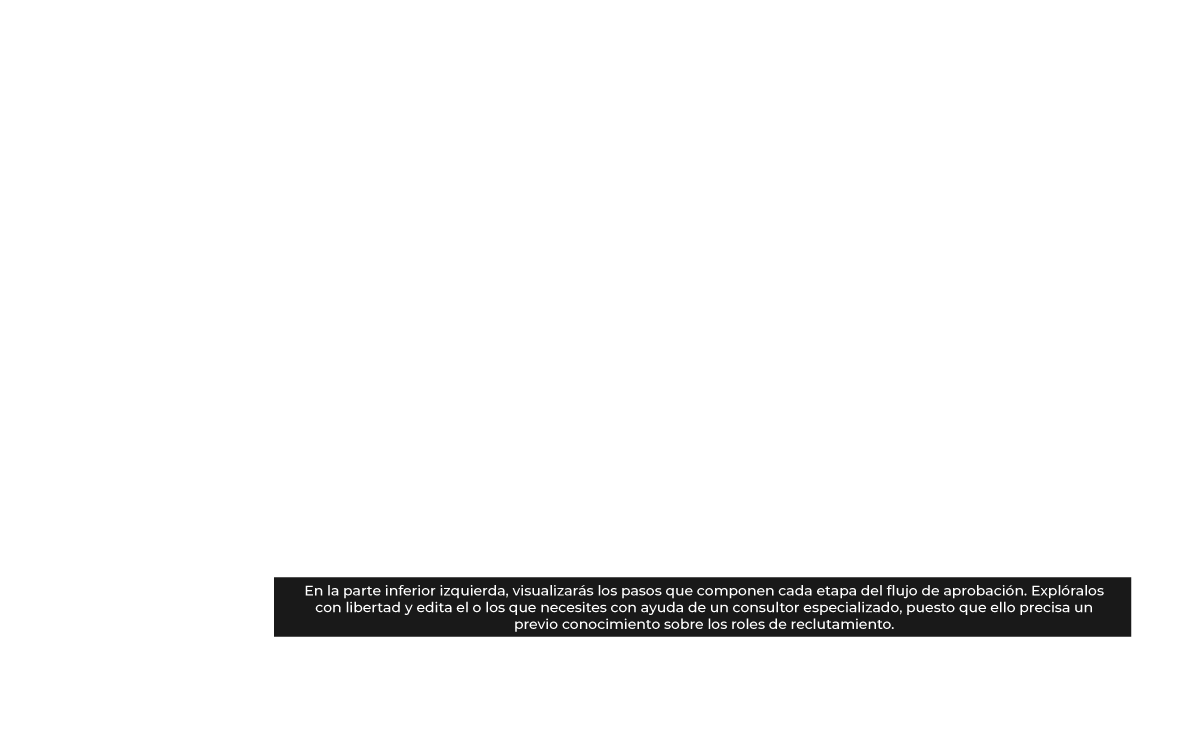 En la parte inferior izquierda, visualizarás los pasos que componen cada etapa del flujo de aprobación. Explóralos
con libertad y edita el o los que necesites con ayuda de un consultor especializado, puesto que ello precisa un
previo conocimiento sobre los roles de reclutamiento.